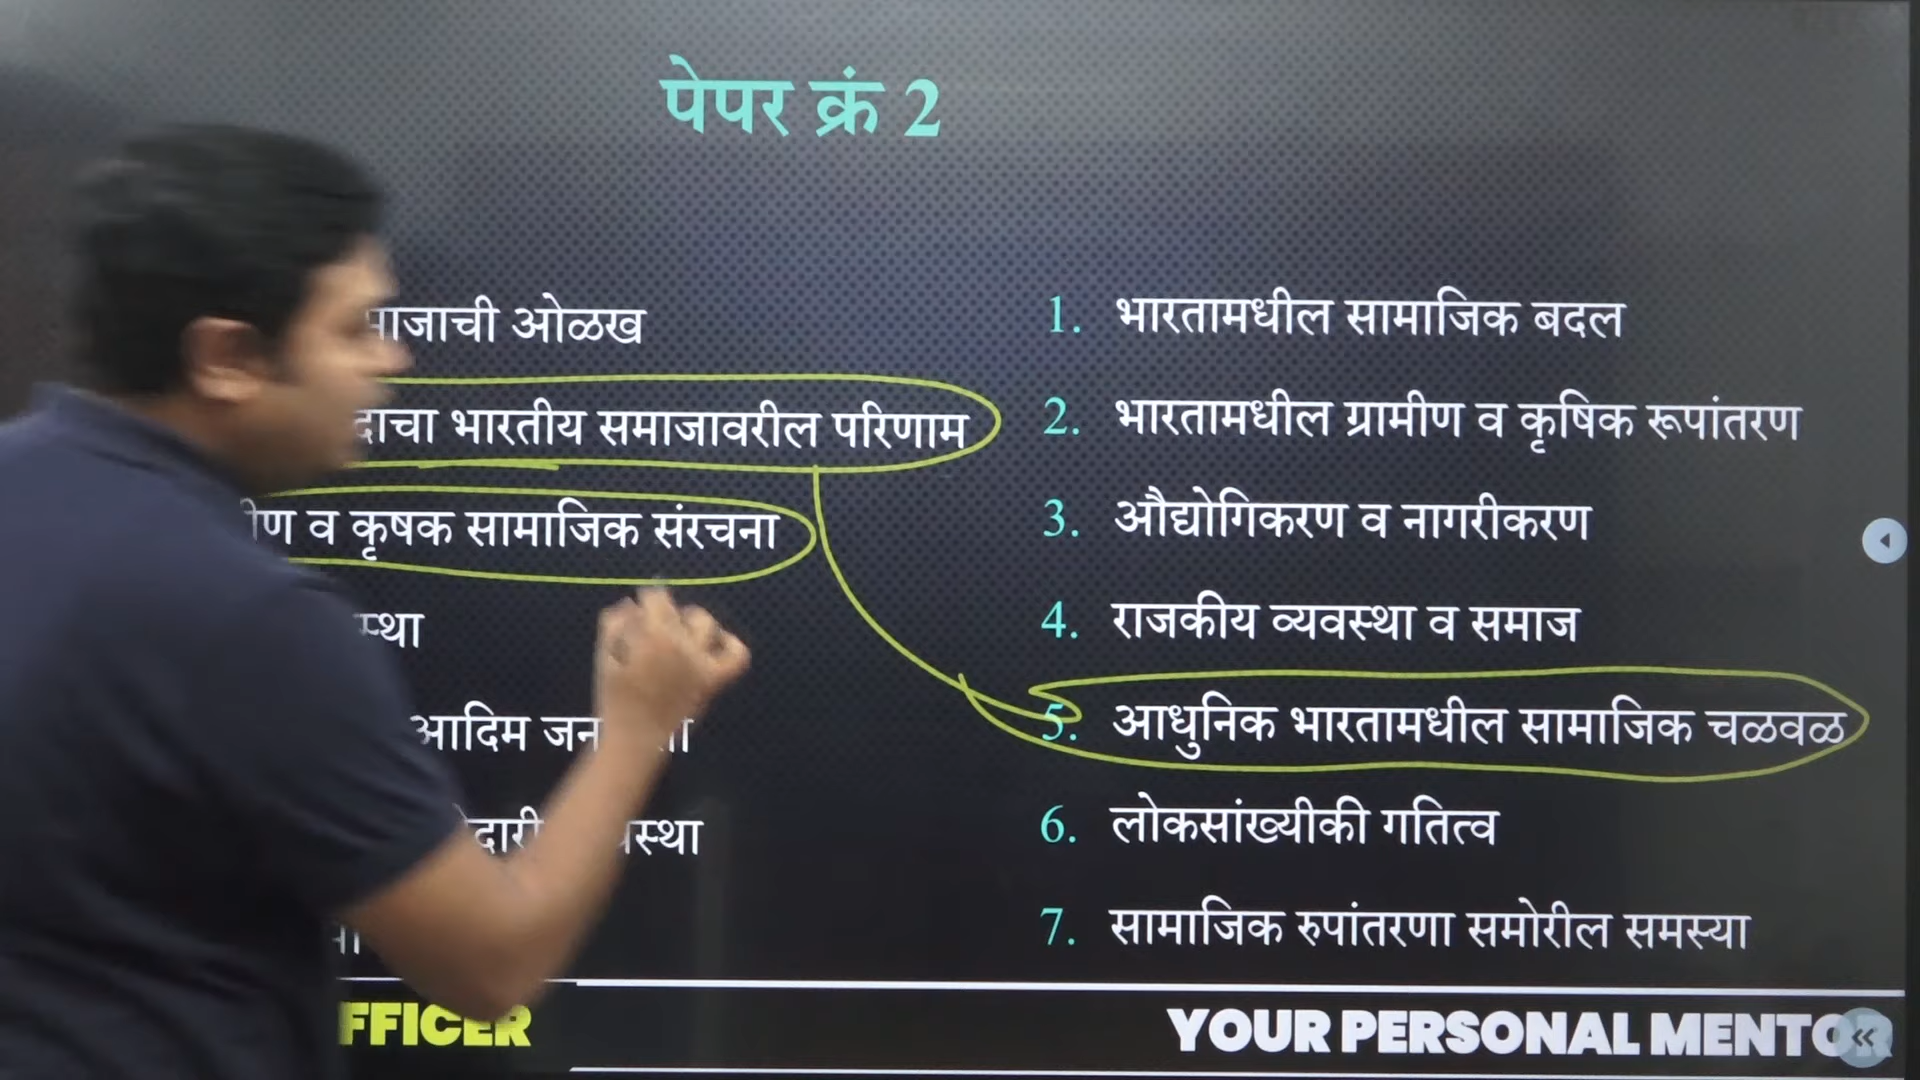 पेपर क्रं 2
ओळख
भारतीय समाजावरील परिणाम
व कृषक सामाजिक संरचना
आदिम
1. भारतामधील सामाजिक बदल
2. भारतामधील ग्रामीण व कृषिक रूपांतरण
3. औद्योगिकरण व नागरीकरण
4. राजकीय व्यवस्था व समाज
5. आधुनिक भारतामधील सामाजिक चळवळ
6. लोकसांख्यीकी गतित्व
7. सामाजिक रुपांतरणा समोरील समस्या
YOUR PERSONAL MENTOR